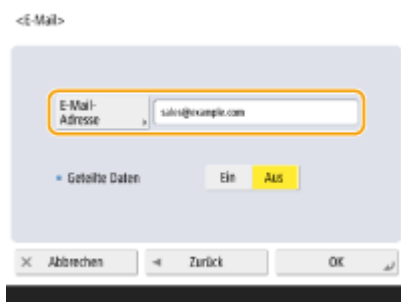 <E-Mail>
E-Mail-
Adresse
sales@example.com
Geteilte Daten
Ein
Aus
Abbrechen
Zurück
OK